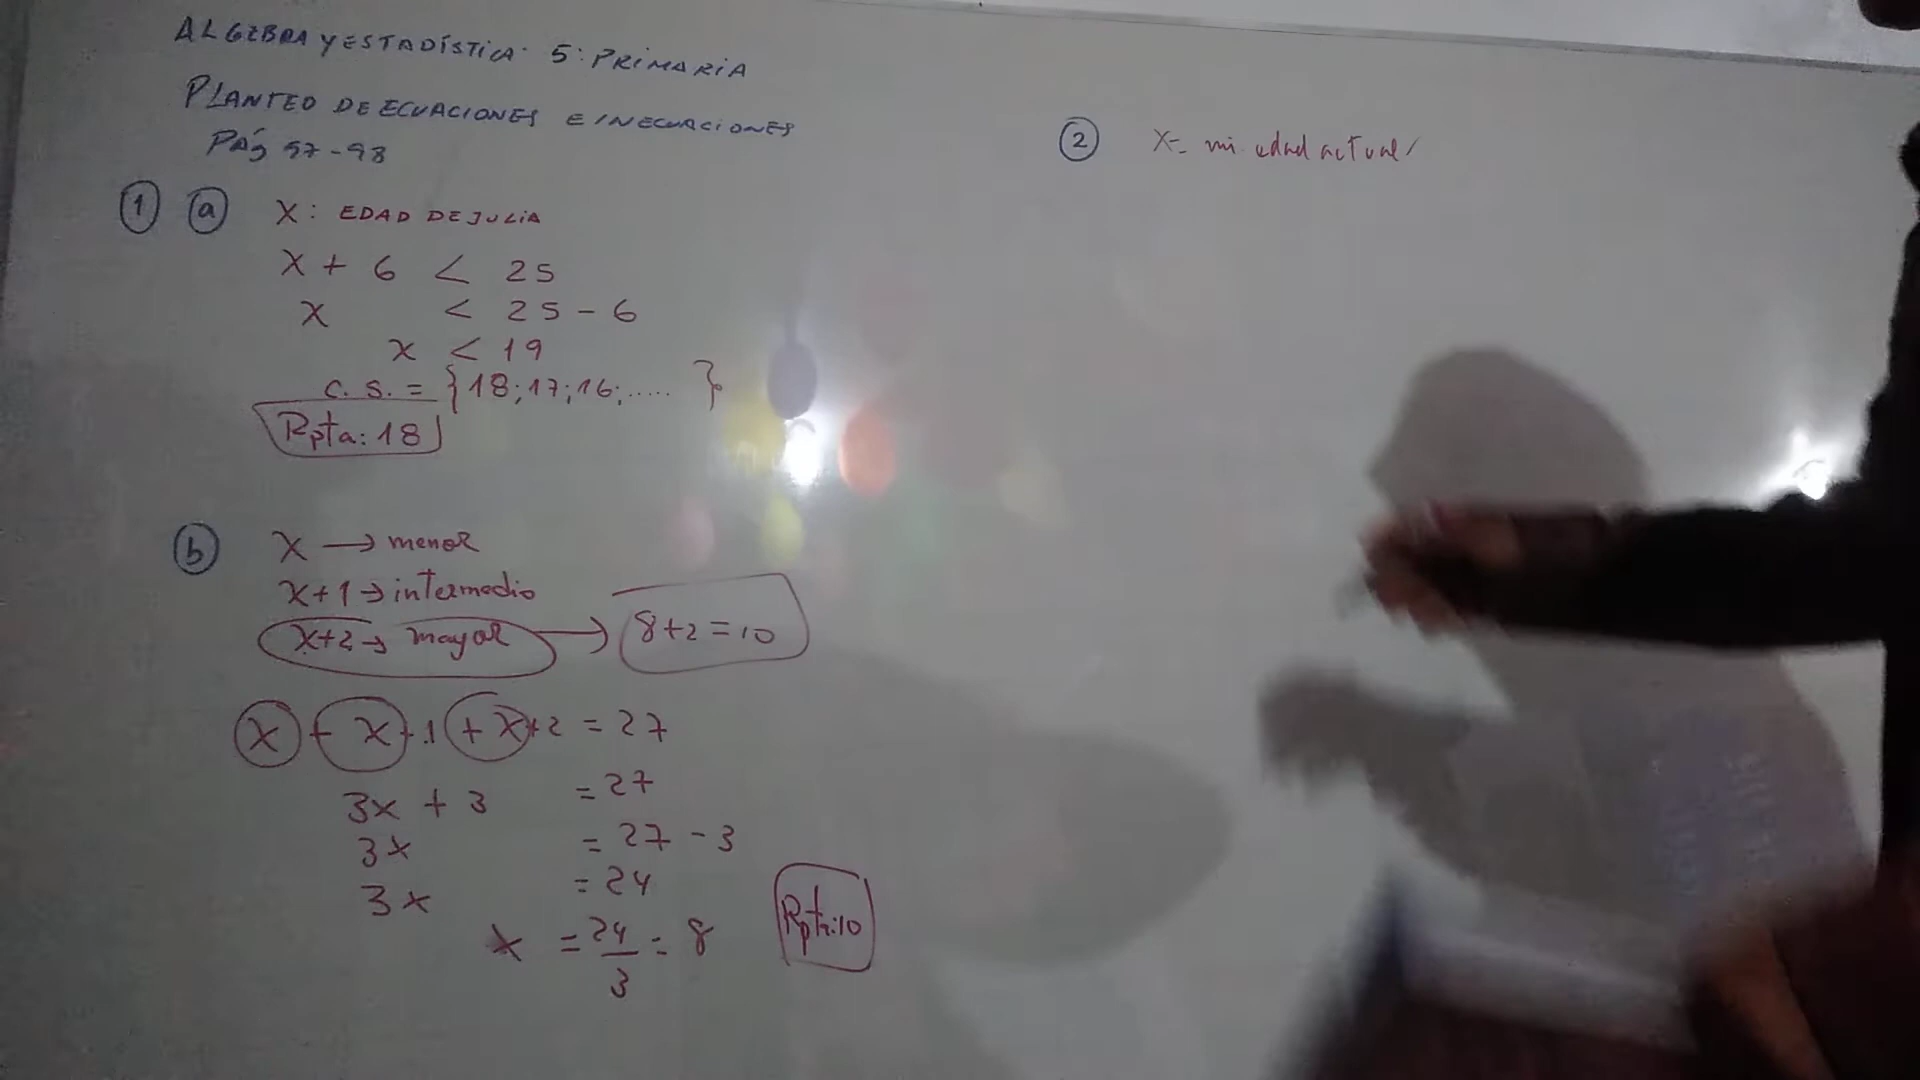 ALGEBRA Y ESTADÍSTICA. 5: PRIMARIA
PLANTEO DE ECUACIONES E INECUACIONES
Pág 97-98
1 a X: EDAD DE JULIA
X + 6 < 25
X < 25 - 6
X < 19
C.S. = {18;17;16;.....}
Rpta: 18
b X → menor
X+1 → intermedio
X+2 → mayor → 8+2=10
X + X+1 + X+2 = 27
3X + 3 = 27
3X = 27 - 3
3X = 24
X = 24/3 = 8
Rpta:10
2 X = mi edad actual